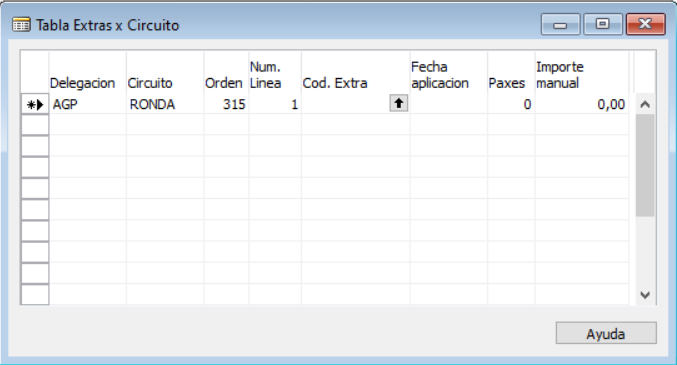 Tabla Extras x Circuito
Delegacion Circuito Orden Num. Linea Cod. Extra Fecha aplicacion Paxes Importe manual
AGP RONDA 315 1 0 0,00
Ayuda